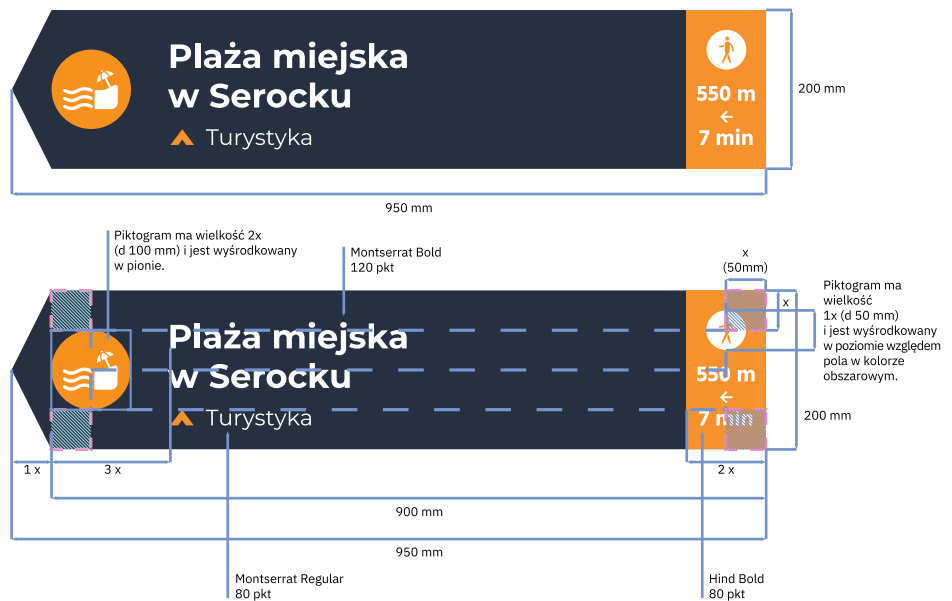 Plaża miejska
w Serocku
Turystyka
550 m
←
7 min
200 mm
950 mm
Piktogram ma wielkość 2x
(d 100 mm) i jest wyśrodkowany
w pionie.
Montserrat Bold
120 pkt
x
(50mm)
x
Piktogram ma
wielkość
1x (d 50 mm)
i jest wyśrodkowany
w poziomie względem
pola w kolorze
obszarowym.
Plaża miejska
w Serocku
Turystyka
550 m
←
7 min
200 mm
1 x
3 x
2 x
900 mm
950 mm
Montserrat Regular
80 pkt
Hind Bold
80 pkt